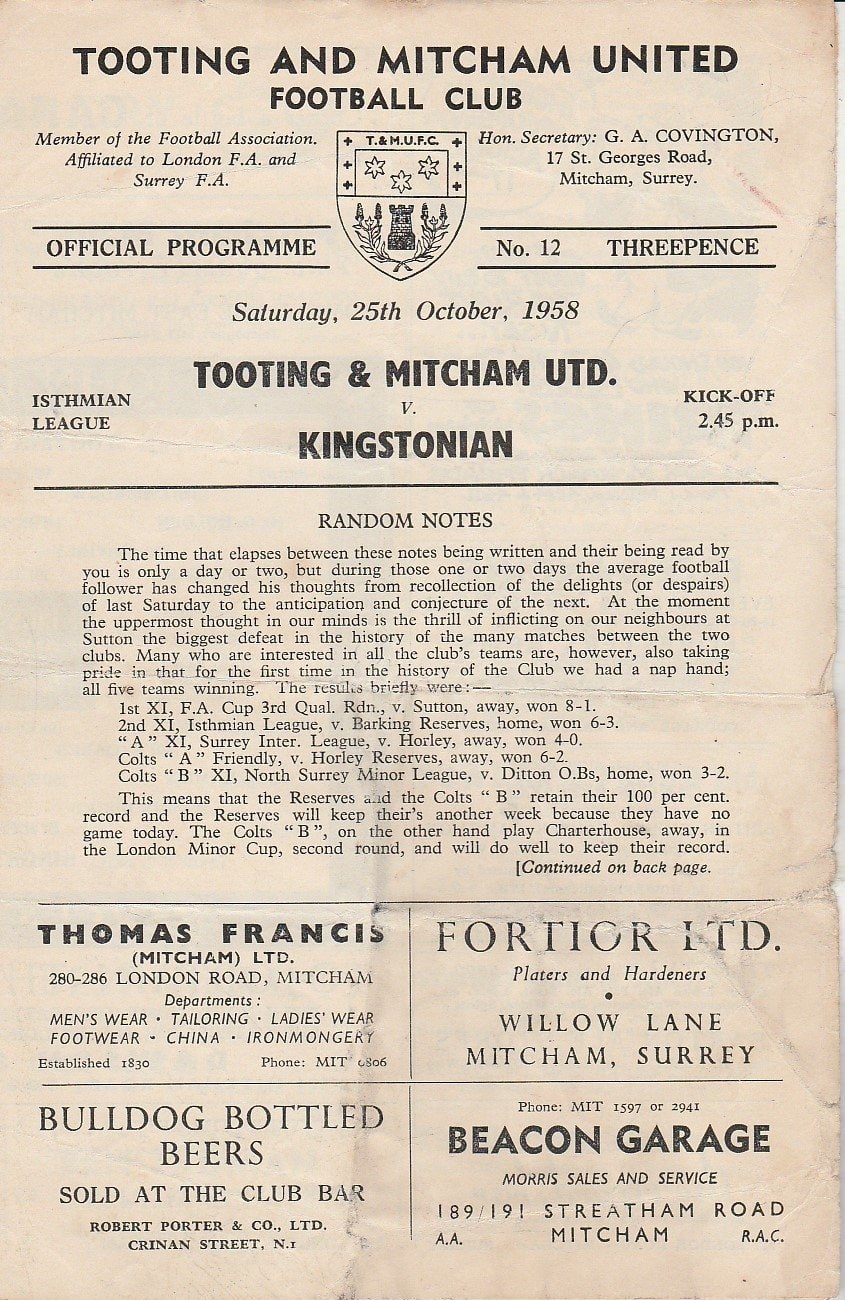 TOOTING AND MITCHAM UNITED
FOOTBALL CLUB
Member of the Football Association.
Affiliated to London F.A. and
Surrey F.A.
T.&M.U.F.C.
Hon. Secretary: G. A. COVINGTON,
17 St. Georges Road,
Mitcham, Surrey.
OFFICIAL PROGRAMME
No. 12 THREEPENCE
Saturday, 25th October, 1958
ISTHMIAN
LEAGUE
TOOTING & MITCHAM UTD.
v.
KINGSTONIAN
KICK-OFF
2.45 p.m.
RANDOM NOTES
The time that elapses between these notes being written and their being read by
you is only a day or two, but during those one or two days the average football
follower has changed his thoughts from recollection of the delights (or despairs)
of last Saturday to the anticipation and conjecture of the next. At the moment
the uppermost thought in our minds is the thrill of inflicting on our neighbours at
Sutton the biggest defeat in the history of the many matches between the two
clubs. Many who are interested in all the club's teams are, however, also taking
pride in that for the first time in the history of the Club we had a nap hand;
all five teams winning. The results briefly were:—
1st XI, F.A. Cup 3rd Qual. Rdn., v. Sutton, away, won 8-1.
2nd XI, Isthmian League, v. Barking Reserves, home, won 6-3.
"A" XI, Surrey Inter. League, v. Horley, away, won 4-0.
Colts "A" Friendly, v. Horley Reserves, away, won 6-2.
Colts "B" XI, North Surrey Minor League, v. Ditton O.Bs, home, won 3-2.
This means that the Reserves and the Colts "B" retain their 100 per cent.
record and the Reserves will keep their's another week because they have no
game today. The Colts "B", on the other hand play Charterhouse, away, in
the London Minor Cup, second round, and will do well to keep their record.
[Continued on back page.
THOMAS FRANCIS
(MITCHAM) LTD.
280-286 LONDON ROAD, MITCHAM
Departments:
MEN'S WEAR · TAILORING · LADIES' WEAR
FOOTWEAR · CHINA · IRONMONGERY
Established 1830 Phone: MIT 0806
FORTIOR LTD.
Platers and Hardeners
•
WILLOW LANE
MITCHAM, SURREY
BULLDOG BOTTLED
BEERS
SOLD AT THE CLUB BAR
ROBERT PORTER & CO., LTD.
CRINAN STREET, N.1
Phone: MIT 1597 or 2941
BEACON GARAGE
MORRIS SALES AND SERVICE
189/191 STREATHAM ROAD
A.A. MITCHAM R.A.C.